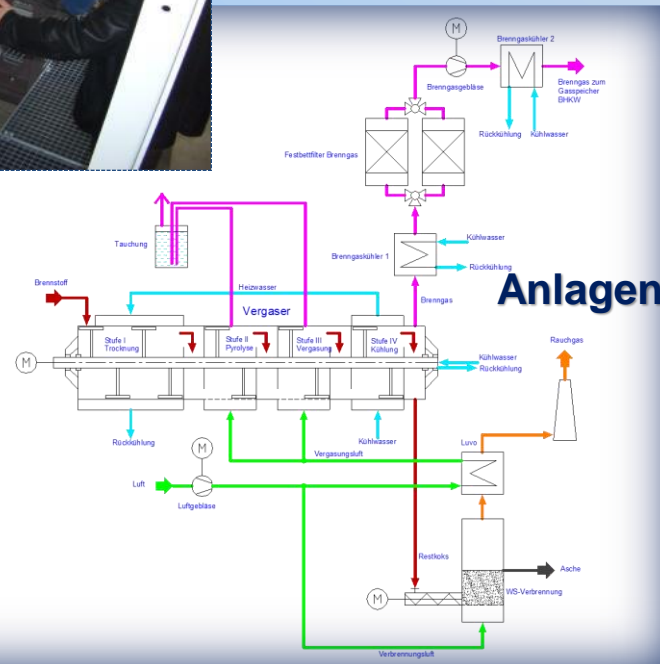 M
Brenngaskühler 2
Brenngasgebläse
Brenngas zum
Gasspeicher
BHKW
Rückkühlung
Kühlwasser
Festbettfilter Brenngas
Tauchung
Kühlwasser
Brenngaskühler 1
Rückkühlung
Brennstoff
Heizwasser
Brenngas
Anlagen
Vergaser
Stufe I
Trocknung
Stufe II
Pyrolyse
Stufe III
Vergasung
Stufe IV
Kühlung
Rauchgas
M
Kühlwasser
Rückkühlung
Rückkühlung
Kühlwasser
M
Vergasungsluft
Luvo
Luft
Luftgebläse
Restkoks
Asche
WS-Verbrennung
M
Verbrennungsluft